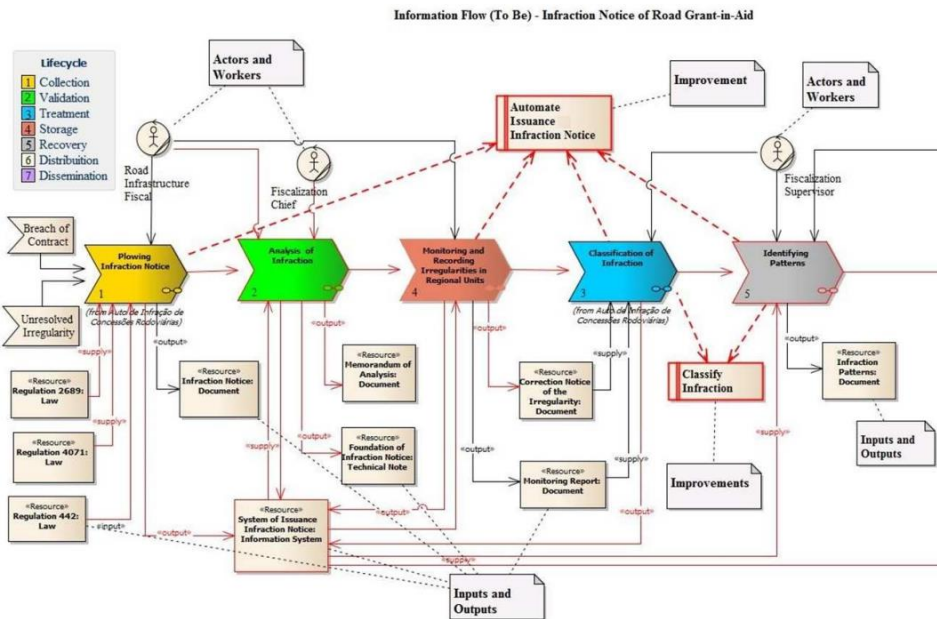 Information Flow (To Be) - Infraction Notice of Road Grant-in-Aid
Lifecycle
1 Collection
2 Validation
3 Treatment
4 Storage
5 Recovery
6 Distribuition
7 Dissemination
Actors and
Workers
Automate
Issuance
Infraction Notice
Improvement
Actors and
Workers
Road
Infrastructure
Fiscal
Fiscalization
Chief
Fiscalization
Supervisor
Breach of
Contract
Unresolved
Irregularity
Plowing
Infraction Notice
1
(from Auto de Infração de
Concessões Rodoviárias)
Analysis of
Infraction
2
Monitoring and
Recording
Irregularities in
Regional Units
4
Classification of
Infraction
3
(from Auto de Infração de
Concessões Rodoviárias)
Identifying
Patterns
5
«supply»
«output»
«output»
«output»
«supply»
«output»
«Resource»
Regulation 2689:
Law
«supply»
«Resource»
Regulation 4071:
Law
«Resource»
Regulation 442:
Law
«input»
«Resource»
Infraction Notice:
Document
«Resource»
Memorandum of
Analysis:
Document
«supply»
«output»
«Resource»
Foundation of
Infraction Notice:
Technical Note
«Resource»
Correction Notice
of the Irregularity:
Document
«output»
«supply»
«Resource»
Monitoring Report:
Document
Classify
Infraction
Improvements
«Resource»
Infraction
Patterns:
Document
Inputs and
Outputs
«output»
«Resource»
System of Issuance
Infraction Notice:
Information System
«output»
«supply»
Inputs and
Outputs